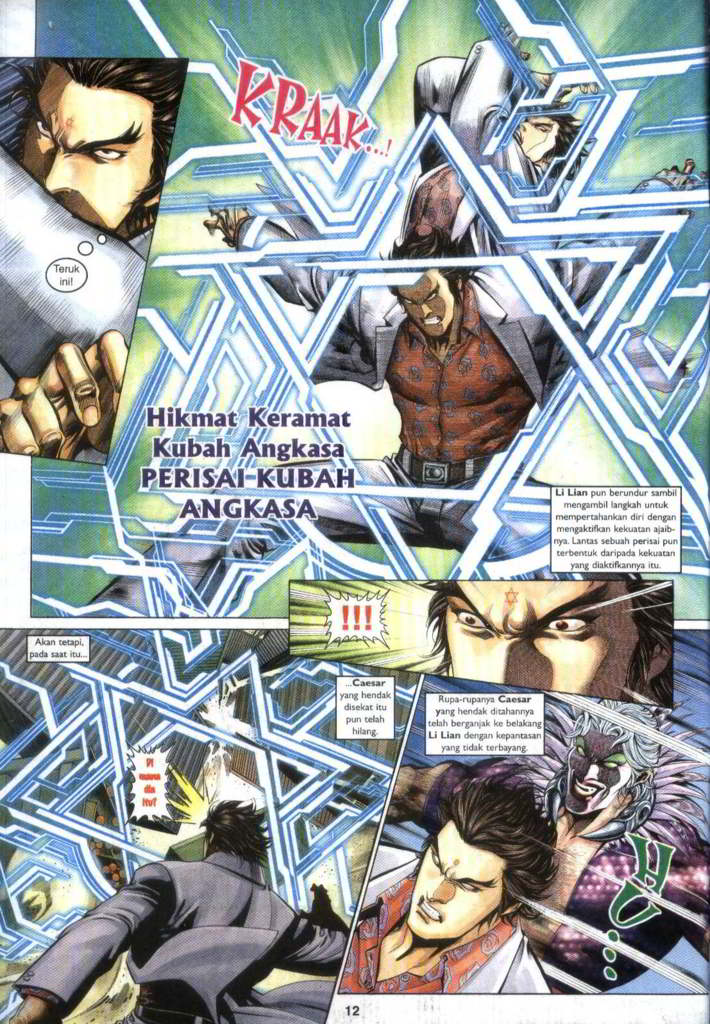 KRAAK...!
Teruk
ini!
Hikmat Keramat
Kubah Angkasa
PERISAI KUBAH
ANGKASA
Li Lian pun berundur sambil
mengambil langkah untuk
mempertahankan diri dengan
mengaktifkan kekuatan ajaib-
nya. Lantas sebuah perisai pun
terbentuk daripada kekuatan
yang diaktifkannya itu.
!!!
Akan tetapi,
pada saat itu...
...Caesar
yang hendak
disekat itu
pun telah
hilang.
Di
mana
dia
itu?
Rupa-rupanya Caesar
yang hendak ditahannya
telah berganjak ke belakang
Li Lian dengan kepantasan
yang tidak terbayang.
HU...
12